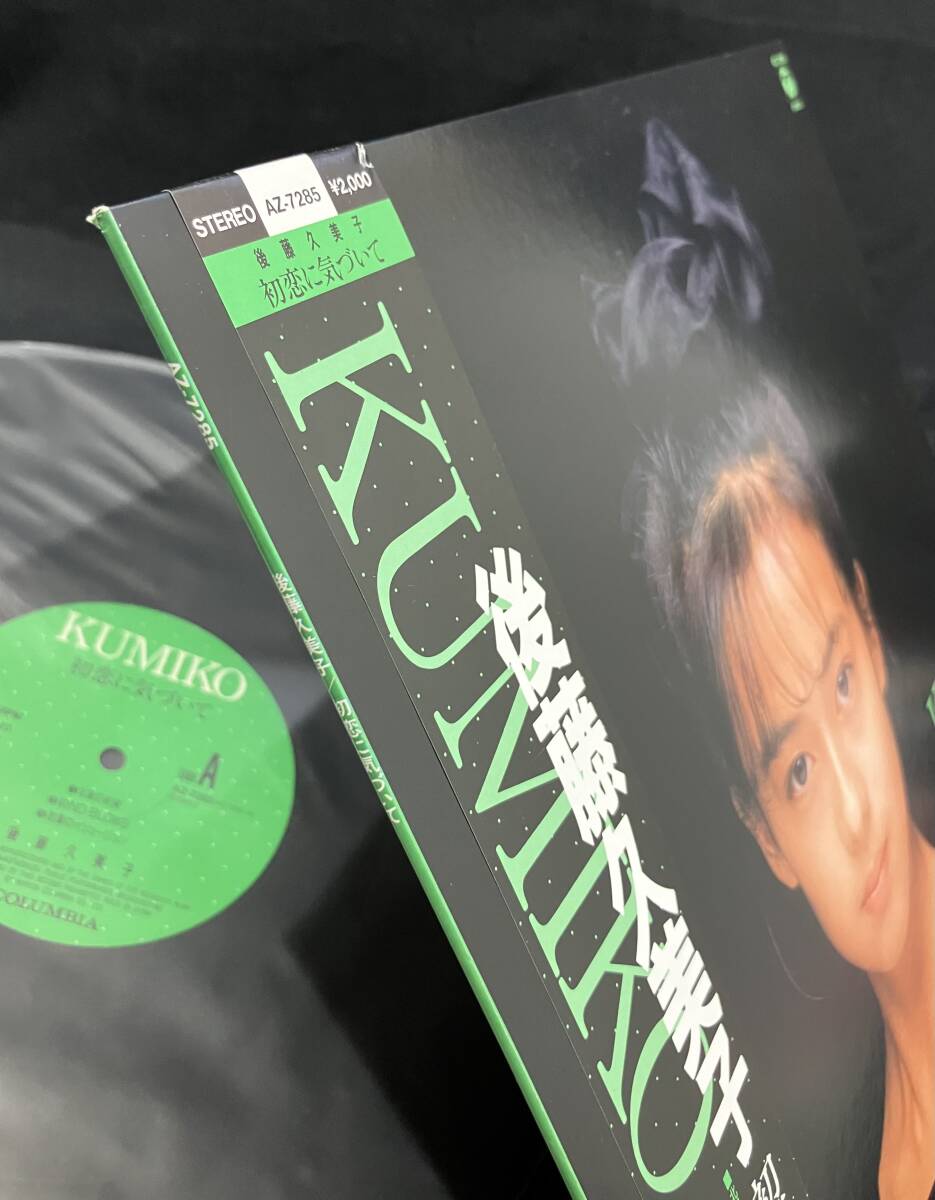 STEREO AZ-7285 ¥2,000
後藤久美子
初恋に気づいて
KUMIKO
後藤久美子
初
AZ-7285
後藤久美子/初恋に気づいて
KUMIKO
初恋に気づいて
A
後藤久美子
COLUMBIA